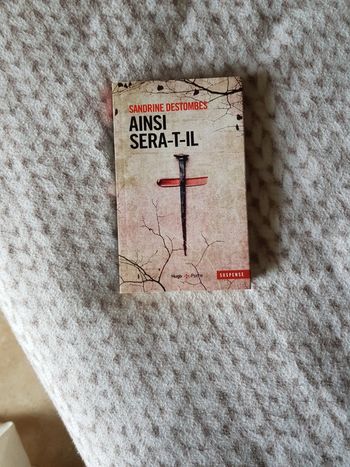 SANDRINE DESTOMBES
AINSI
SERA-T-IL
Hugo Poche
SUSPENSE